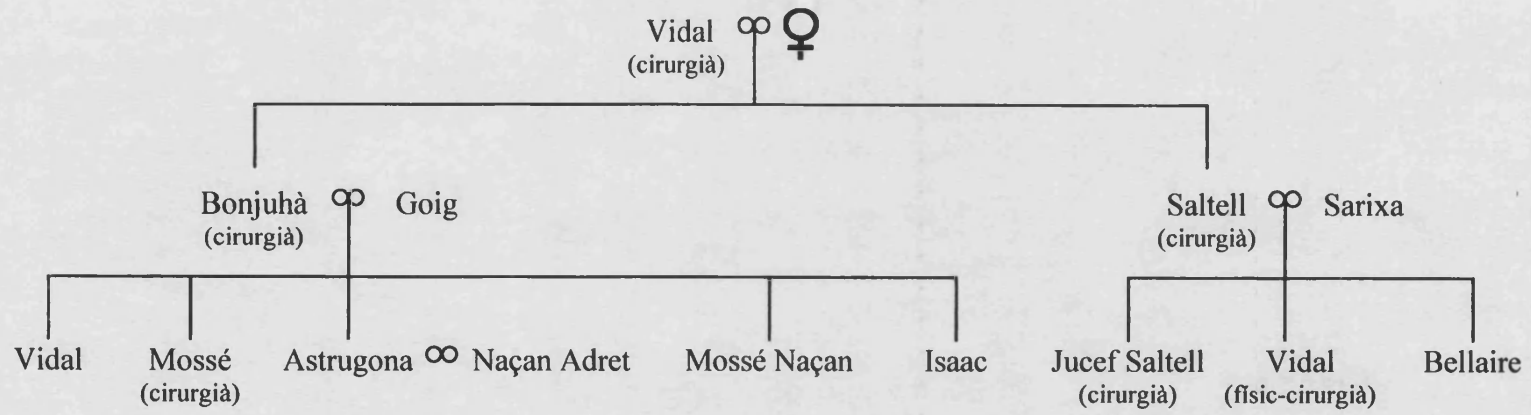 Vidal ꝏ ♀
(cirurgià)
Bonjuhà ꝏ Goig
(cirurgià)
Saltell ꝏ Sarixa
(cirurgià)
Vidal
Mossé
(cirurgià)
Astrugona ꝏ Naçan Adret
Mossé Naçan
Isaac
Jucef Saltell
(cirurgià)
Vidal
(físic-cirurgià)
Bellaire